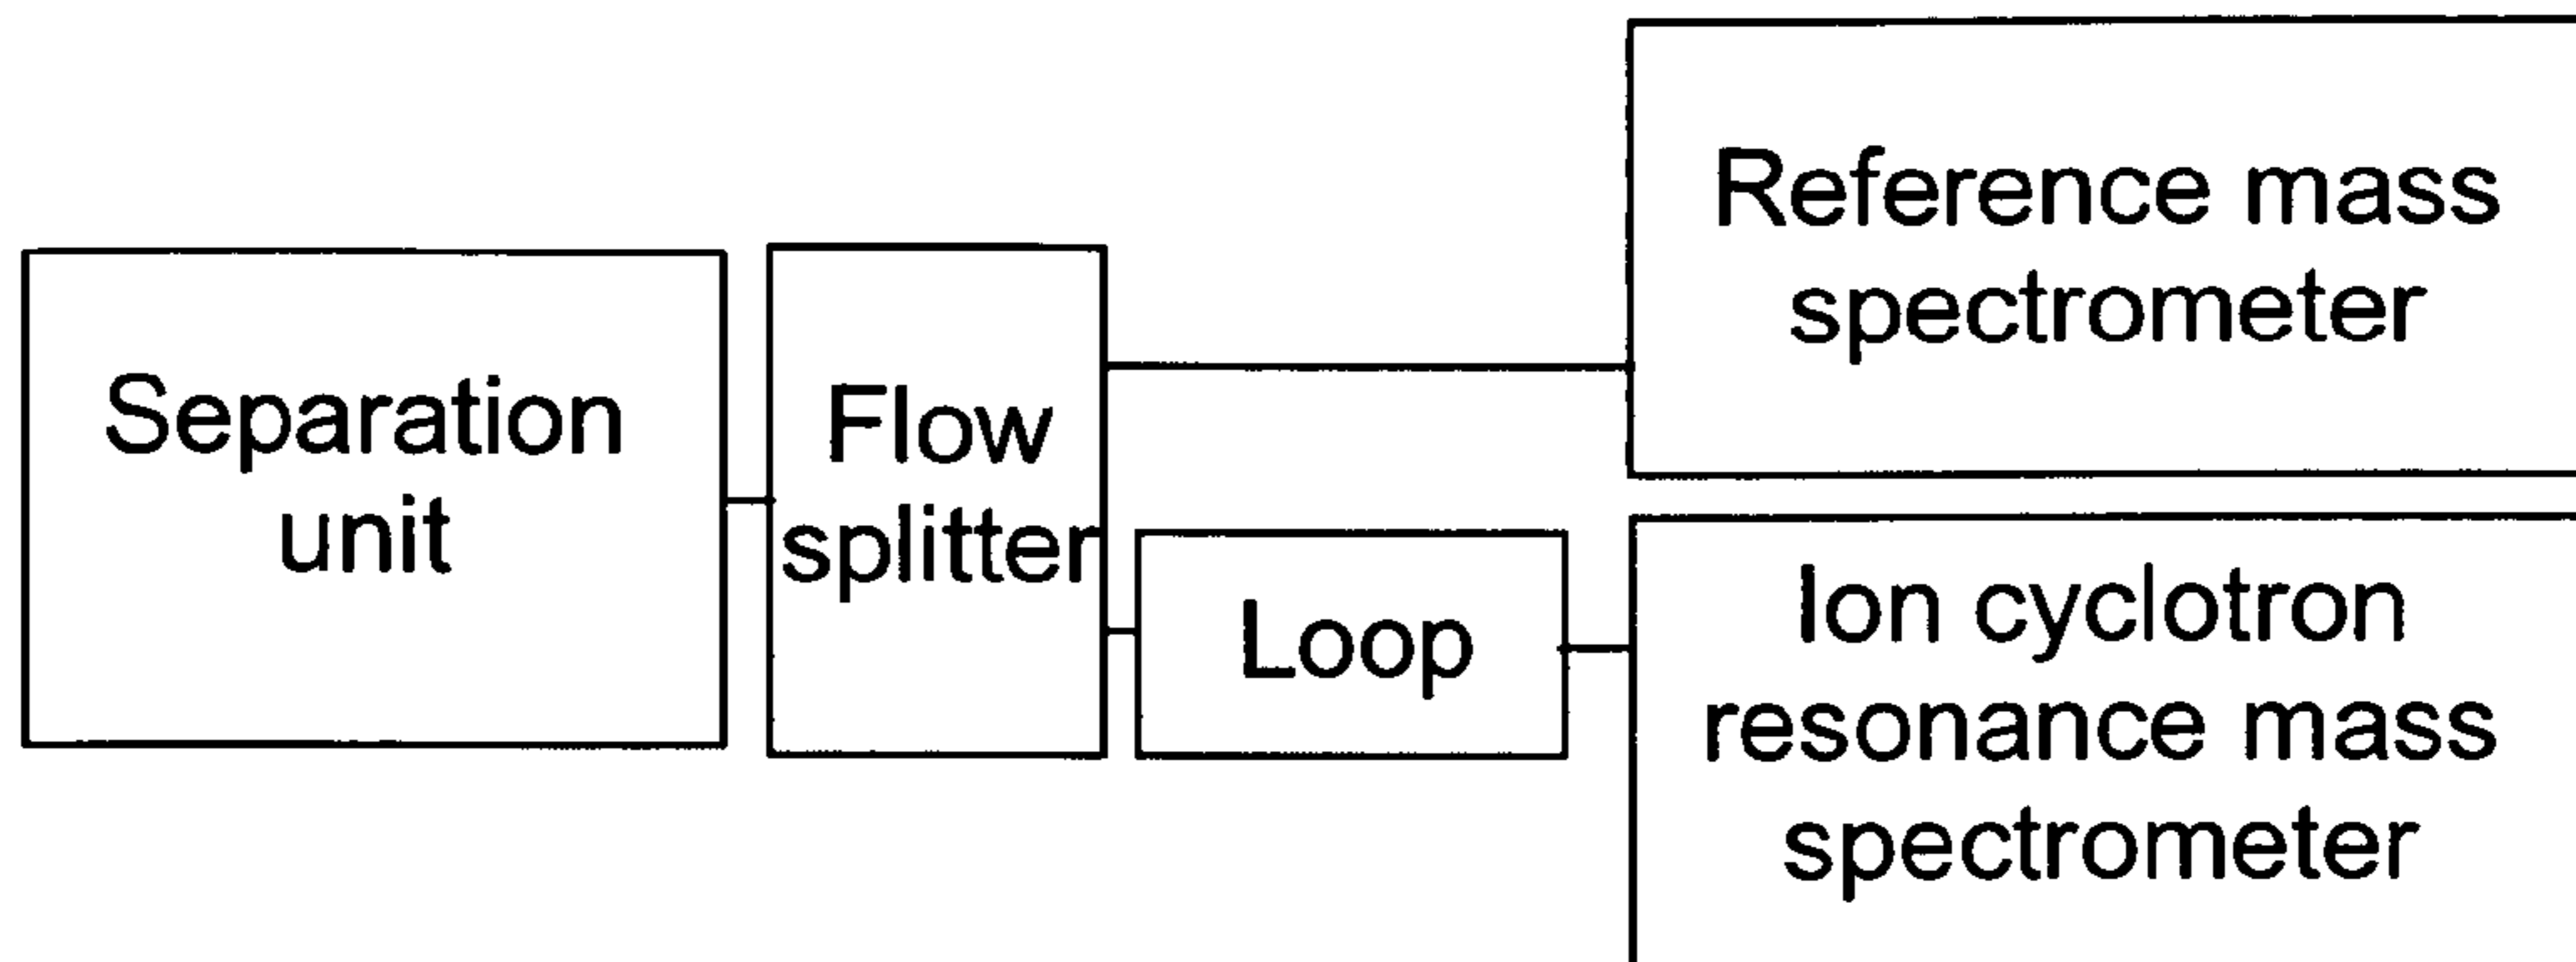 Separation
unit
Flow
splitter
Loop
Reference mass
spectrometer
Ion cyclotron
resonance mass
spectrometer